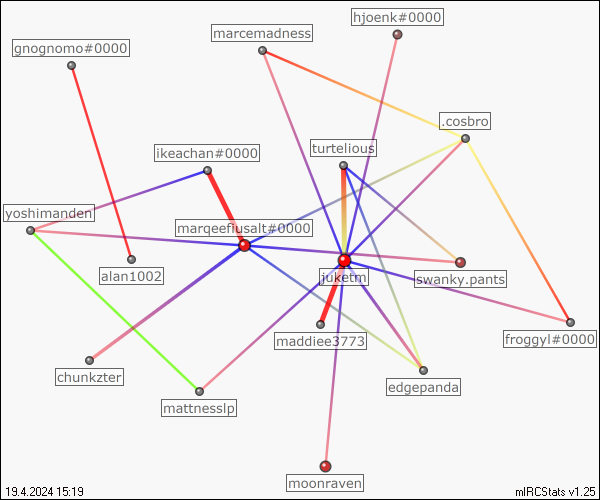 hjoenk#0000
marcemadness
gnognomo#0000
.cosbro
turtelious
ikeachan#0000
yoshimanden
marqeefiusalt#0000
alan1002
juketm
swanky.pants
maddiee3773
froggyl#0000
chunkzter
edgepanda
mattnesslp
moonraven
19.4.2024 15:19
mIRCStats v1.25